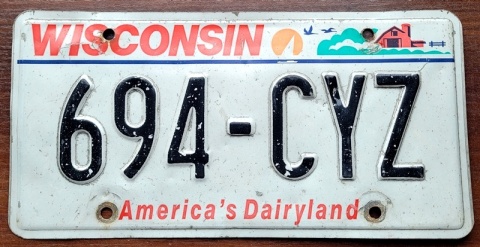 WISCONSIN
694-CYZ
America's Dairyland